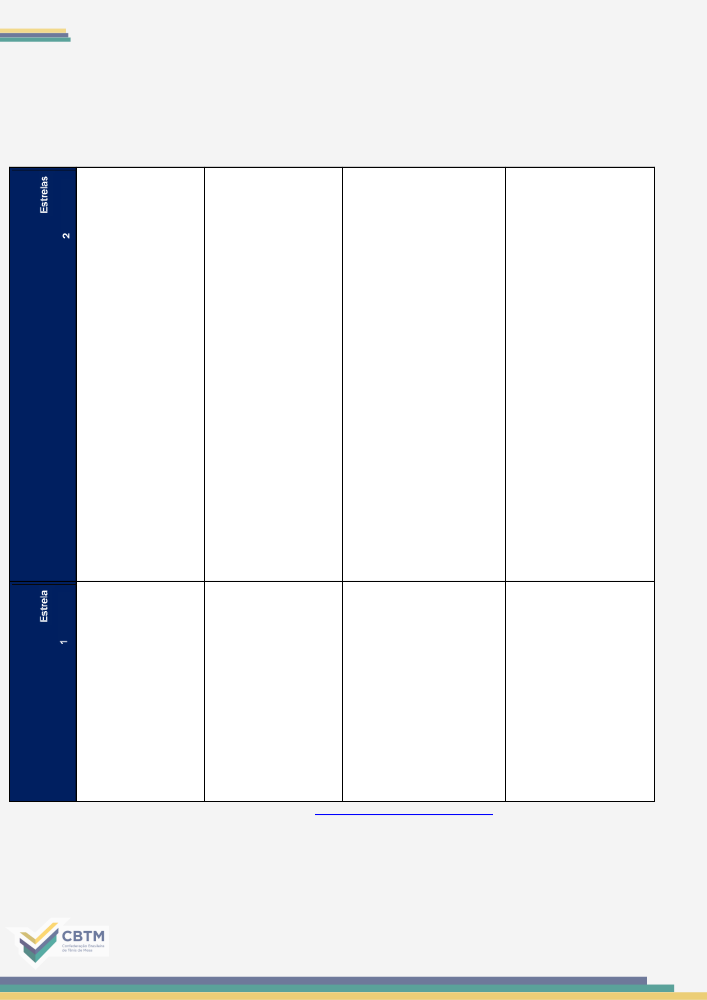 Estrelas
2
Estrela
1
CBTM
Confederação Brasileira
de Tênis de Mesa